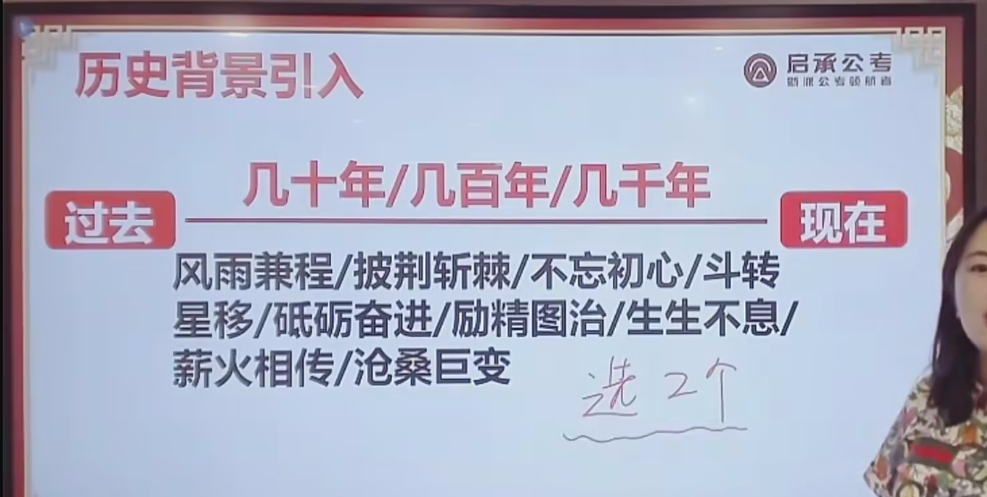 历史背景引入
启承公考
几十年/几百年/几千年
过去
现在
风雨兼程/披荆斩棘/不忘初心/斗转
星移/砥砺奋进/励精图治/生生不息/
薪火相传/沧桑巨变
选2个